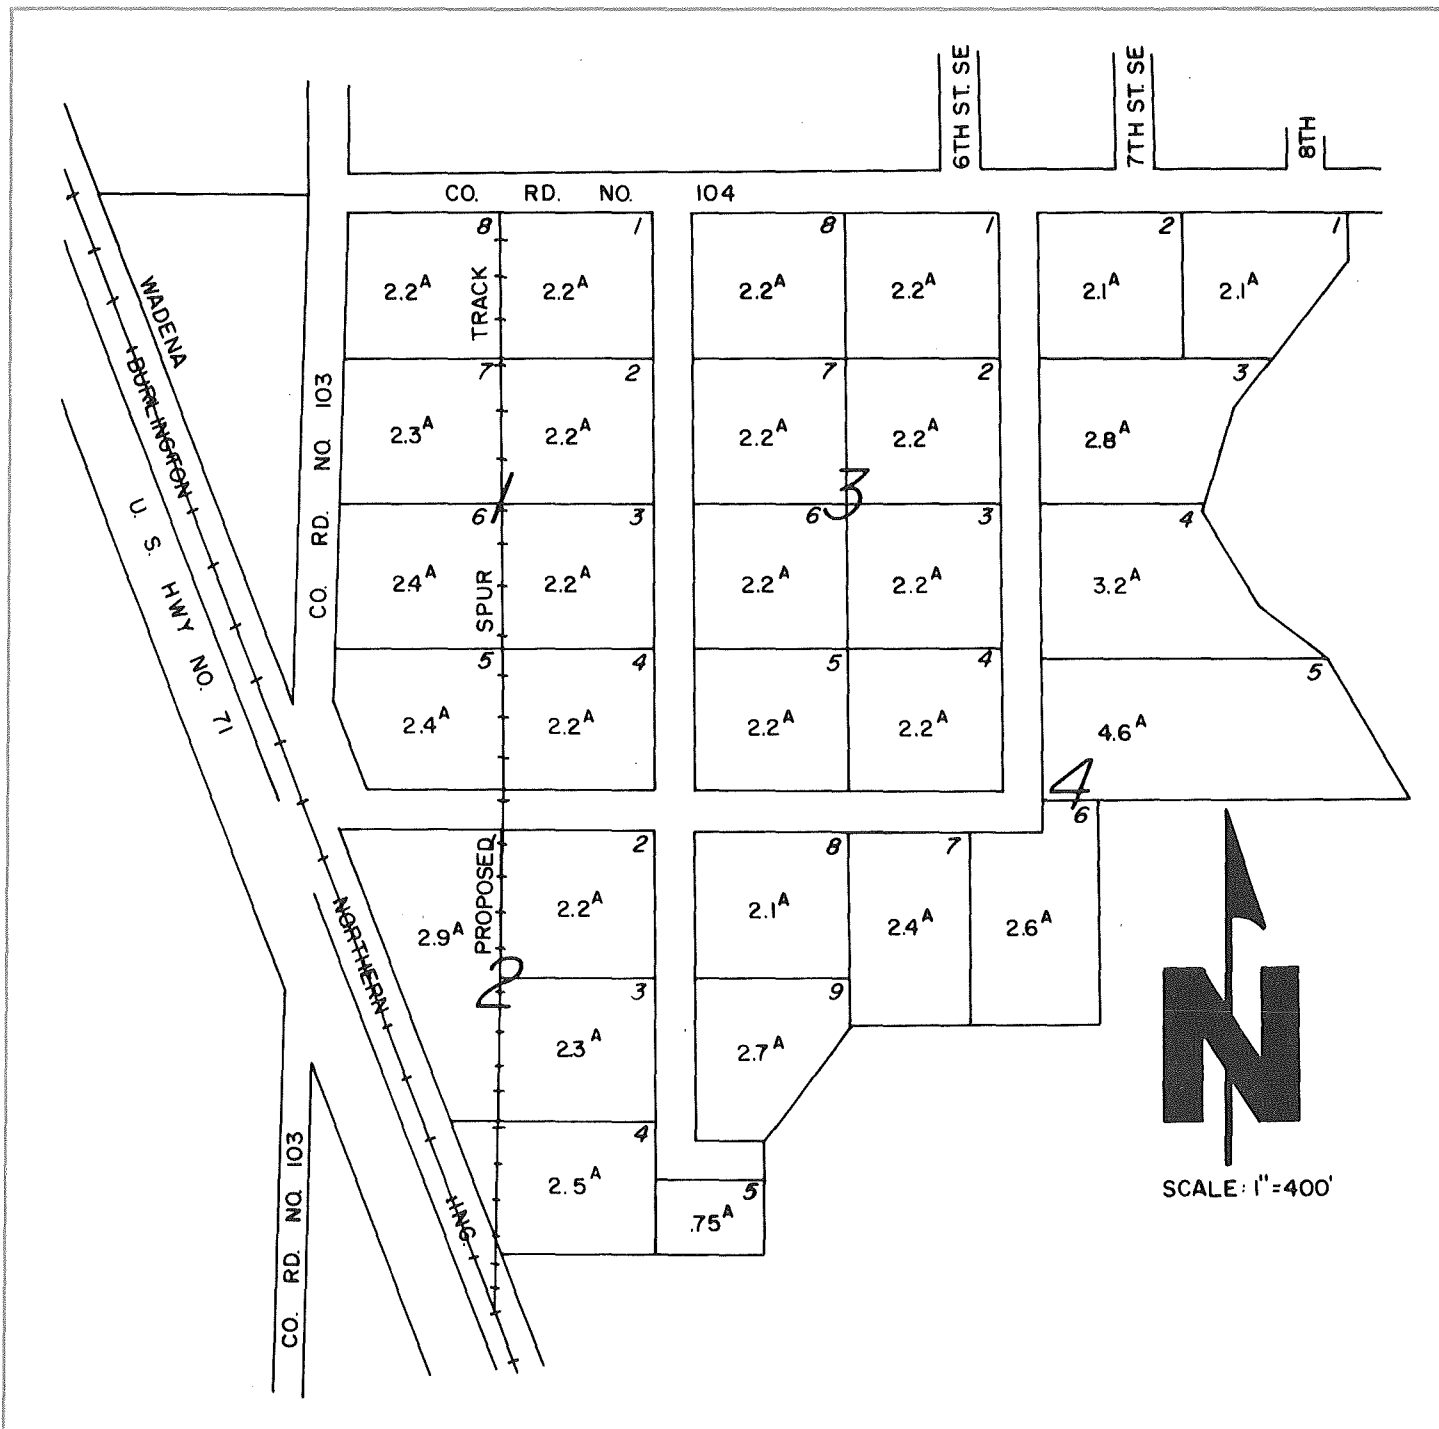 6TH ST. SE
7TH ST. SE
8TH
CO. RD. NO. 104
8 1 8 1 2 1
2.2A 2.2A 2.2A 2.2A 2.1A 2.1A
TRACK
WADENA
7 2 7 2 3
2.3A 2.2A 2.2A 2.2A 2.8A
CO. RD. NO. 103
BURLINGTON
1 3
6 3 6 3 4
2.4A 2.2A 2.2A 2.2A 3.2A
SPUR
U. S. HWY NO. 71
5 4 5 4 5
2.4A 2.2A 2.2A 2.2A 4.6A
4
6
2 8 7
PROPOSED
2.9A 2.2A 2.1A 2.4A 2.6A
NORTHERN
2
3 9
2.3A 2.7A
N
4
2.5A
5
.75A
SCALE: 1"=400'
CO. RD. NO. 103